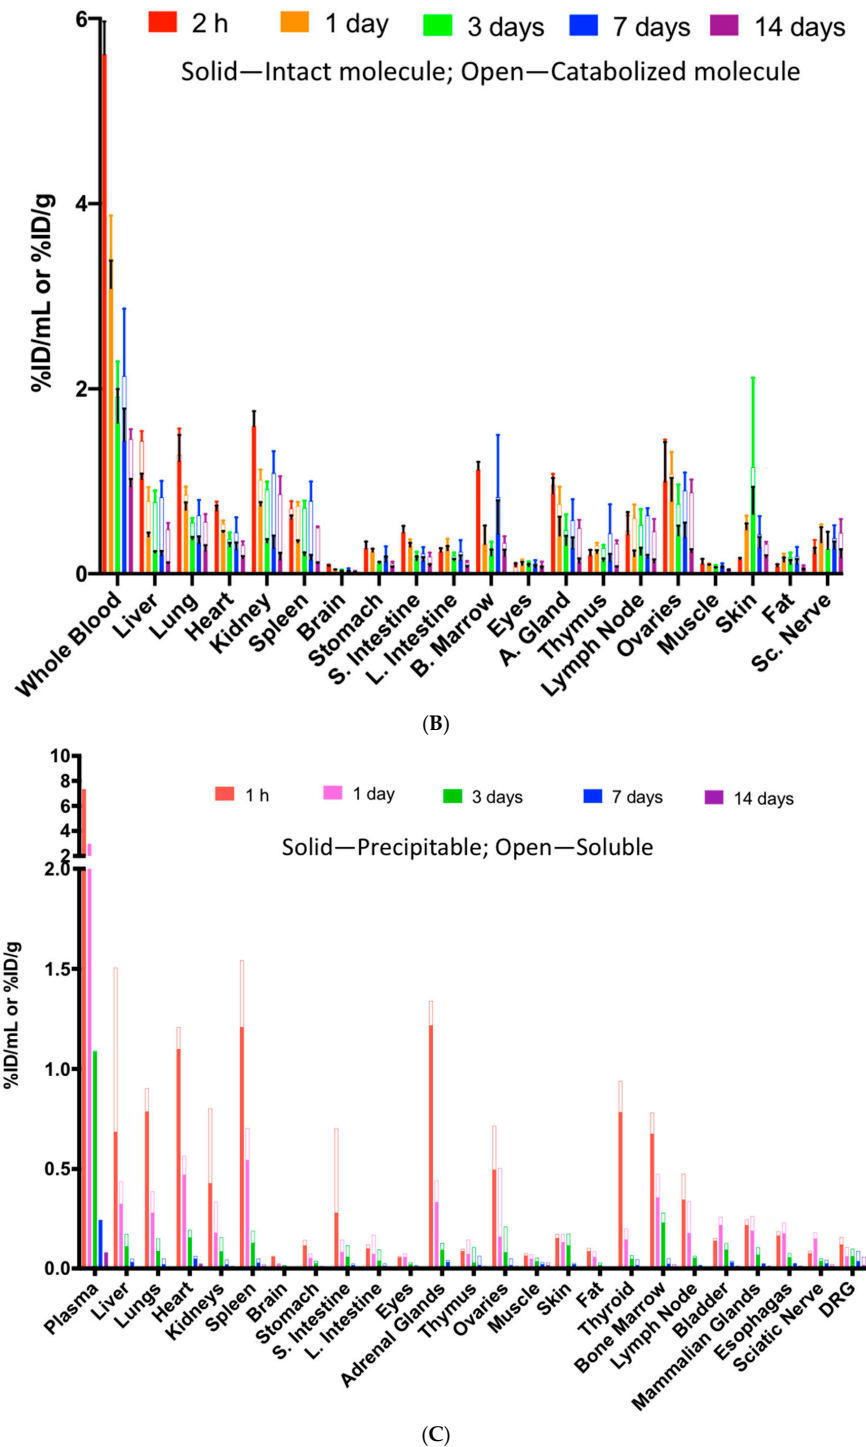 6
2 h
1 day
3 days
7 days
14 days
Solid—Intact molecule; Open—Catabolized molecule
4
%ID/mL or %ID/g
2
0
Whole Blood
Liver
Lung
Heart
Kidney
Spleen
Brain
Stomach
S. Intestine
L. Intestine
B. Marrow
Eyes
A. Gland
Thymus
Lymph Node
Ovaries
Muscle
Skin
Fat
Sc. Nerve
(B)
10
8
6
4
2
1 h
1 day
3 days
7 days
14 days
Solid—Precipitable; Open—Soluble
2.0
1.5
1.0
0.5
0.0
%ID/mL or %ID/g
Plasma
Liver
Lungs
Heart
Kidneys
Spleen
Brain
Stomach
S. Intestine
L. Intestine
Eyes
Adrenal Glands
Thymus
Ovaries
Muscle
Skin
Fat
Thyroid
Bone Marrow
Lymph Node
Bladder
Mammalian Glands
Esophagas
Sciatic Nerve
DRG
(C)